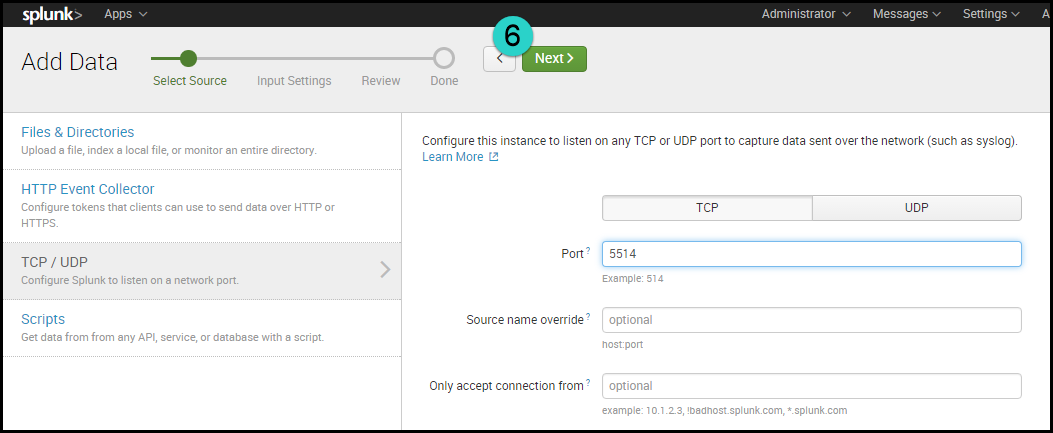 splunk> Apps Administrator Messages Settings A
6
Add Data < Next >
Select Source Input Settings Review Done
Files & Directories
Upload a file, index a local file, or monitor an entire directory.
HTTP Event Collector
Configure tokens that clients can use to send data over HTTP or
HTTPS.
TCP / UDP
Configure Splunk to listen on a network port.
Scripts
Get data from from any API, service, or database with a script.
Configure this instance to listen on any TCP or UDP port to capture data sent over the network (such as syslog).
Learn More
TCP UDP
Port ? 5514
Example: 514
Source name override ? optional
host:port
Only accept connection from ? optional
example: 10.1.2.3, !badhost.splunk.com, *.splunk.com